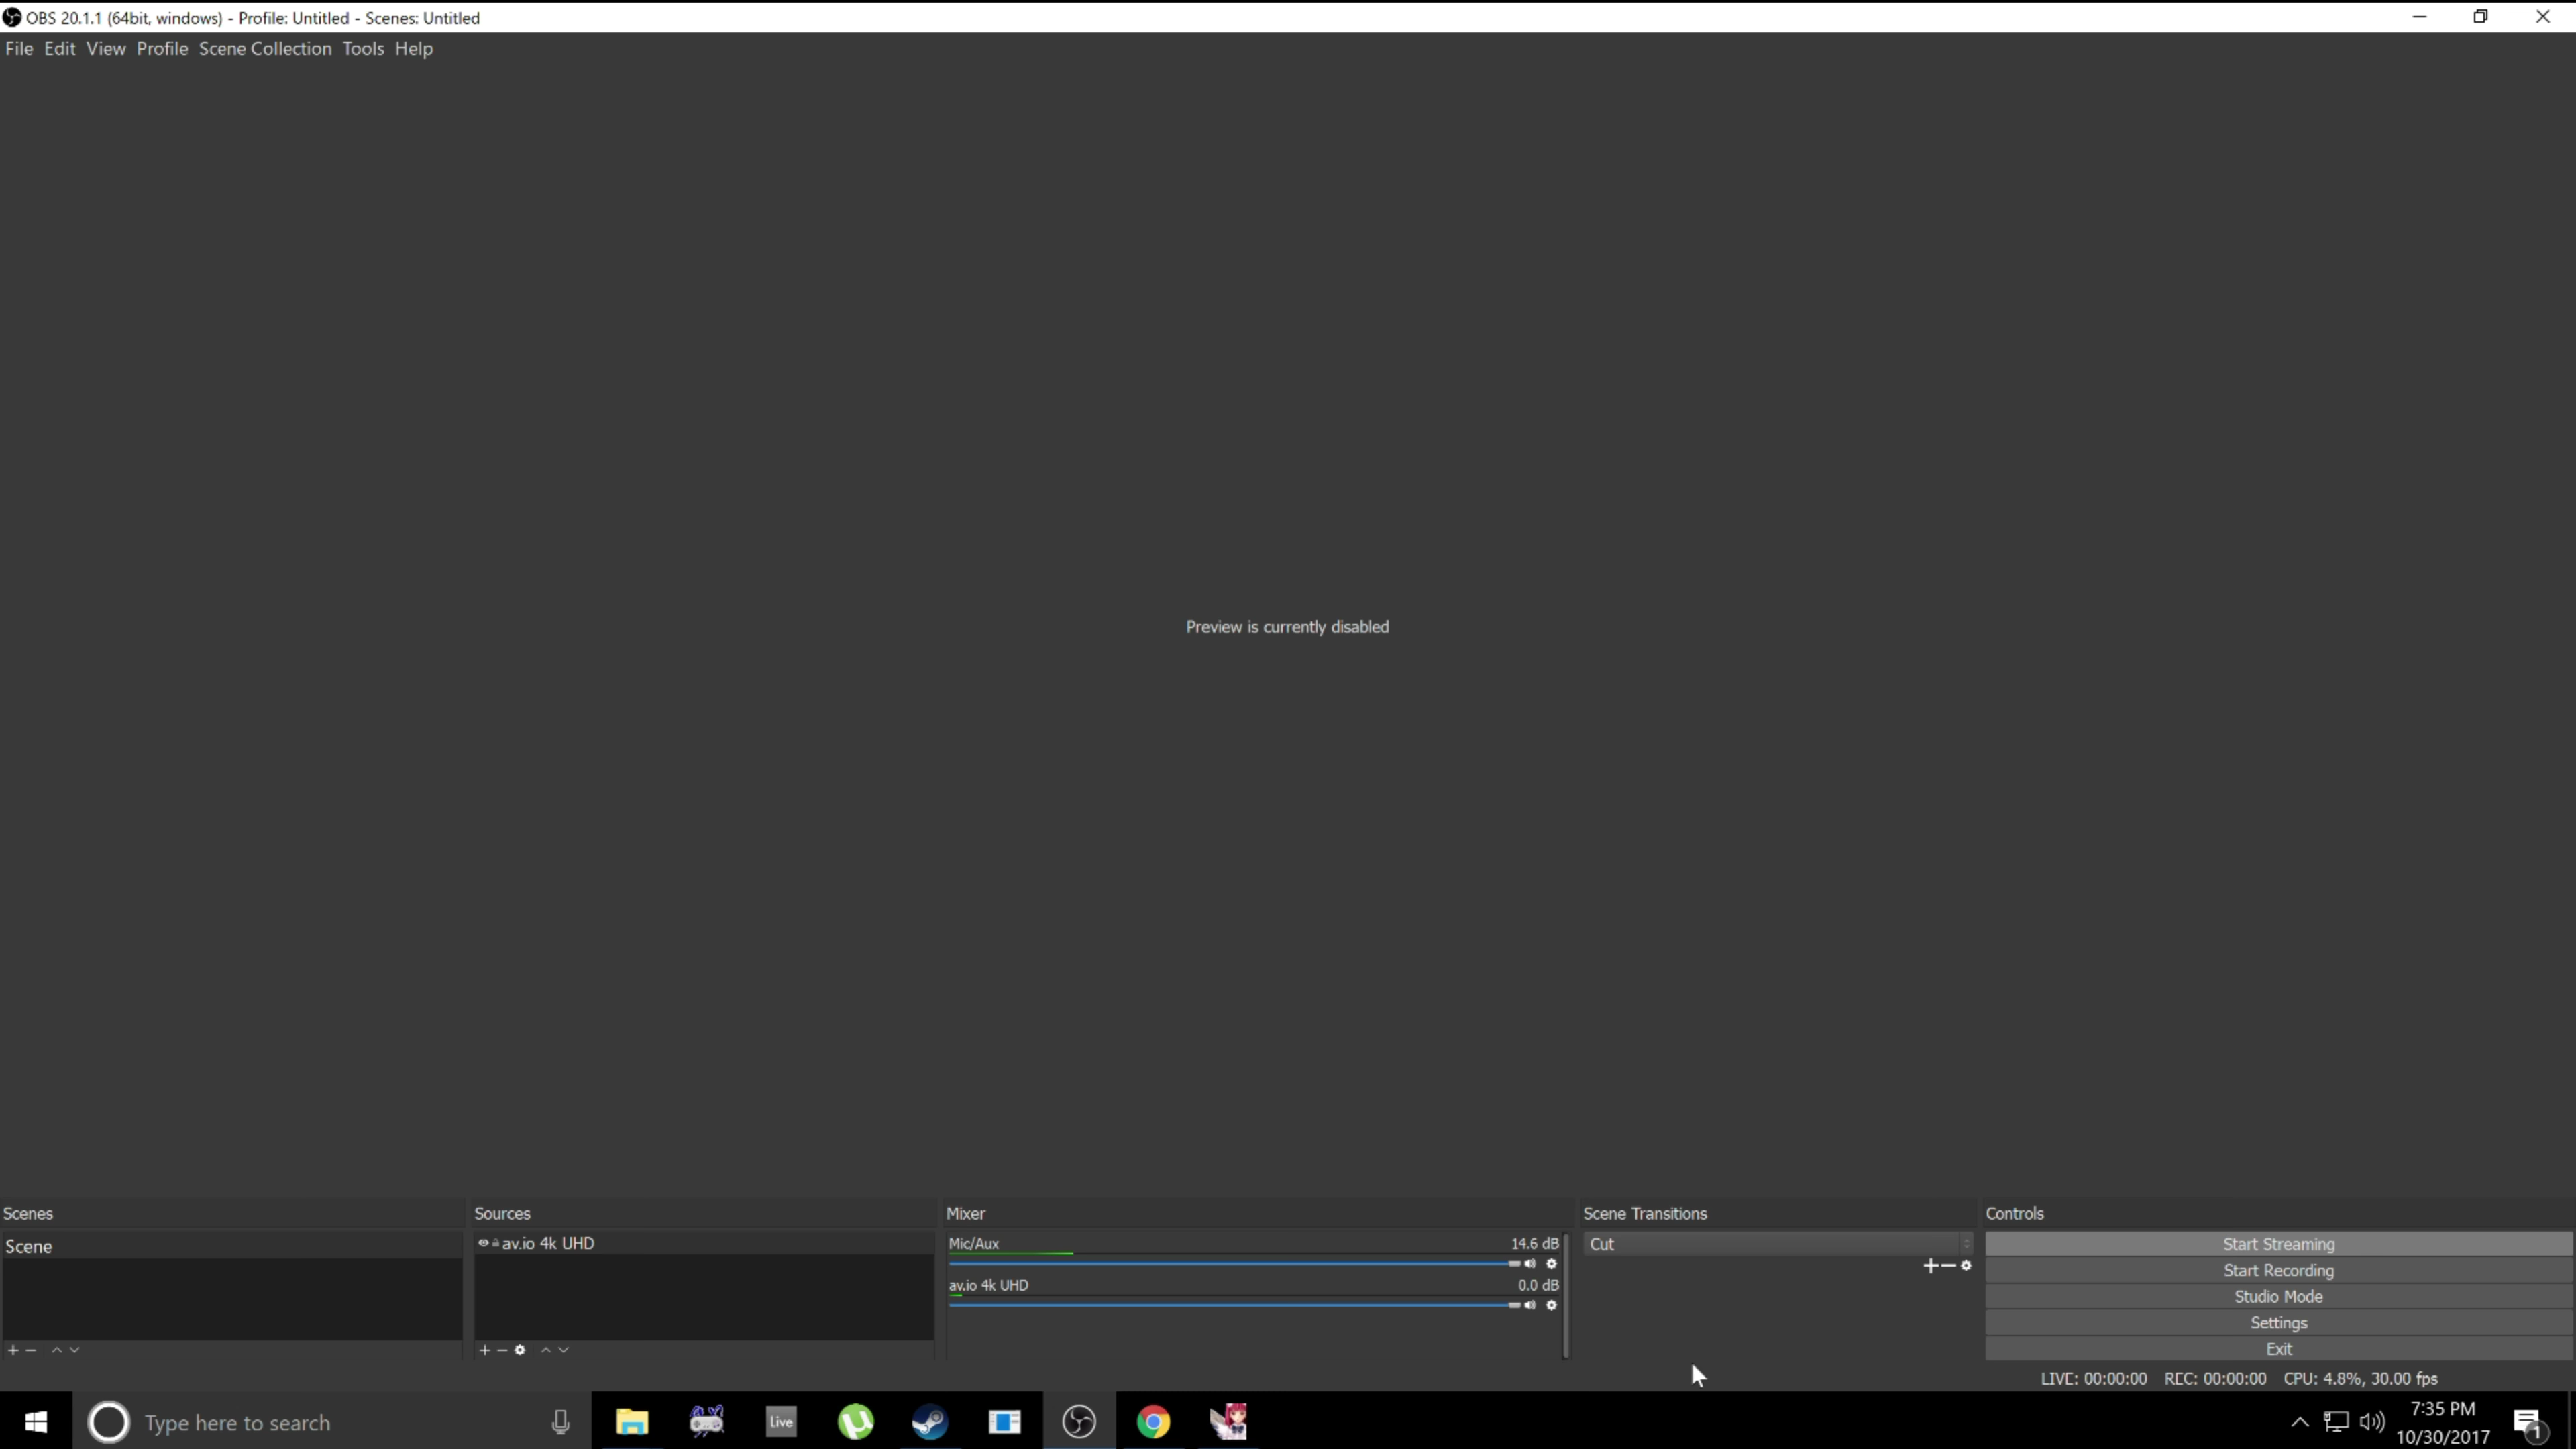 OBS 20.1.1 (64bit, windows) - Profile: Untitled - Scenes: Untitled
File Edit View Profile Scene Collection Tools Help
Preview is currently disabled
Scenes
Scene
Sources
av.io 4k UHD
Mixer
Mic/Aux 14.6 dB
av.io 4k UHD 0.0 dB
Scene Transitions
Cut
Controls
Start Streaming
Start Recording
Studio Mode
Settings
Exit
LIVE: 00:00:00 REC: 00:00:00 CPU: 4.8%, 30.00 fps
Type here to search
Live
7:35 PM
10/30/2017
1